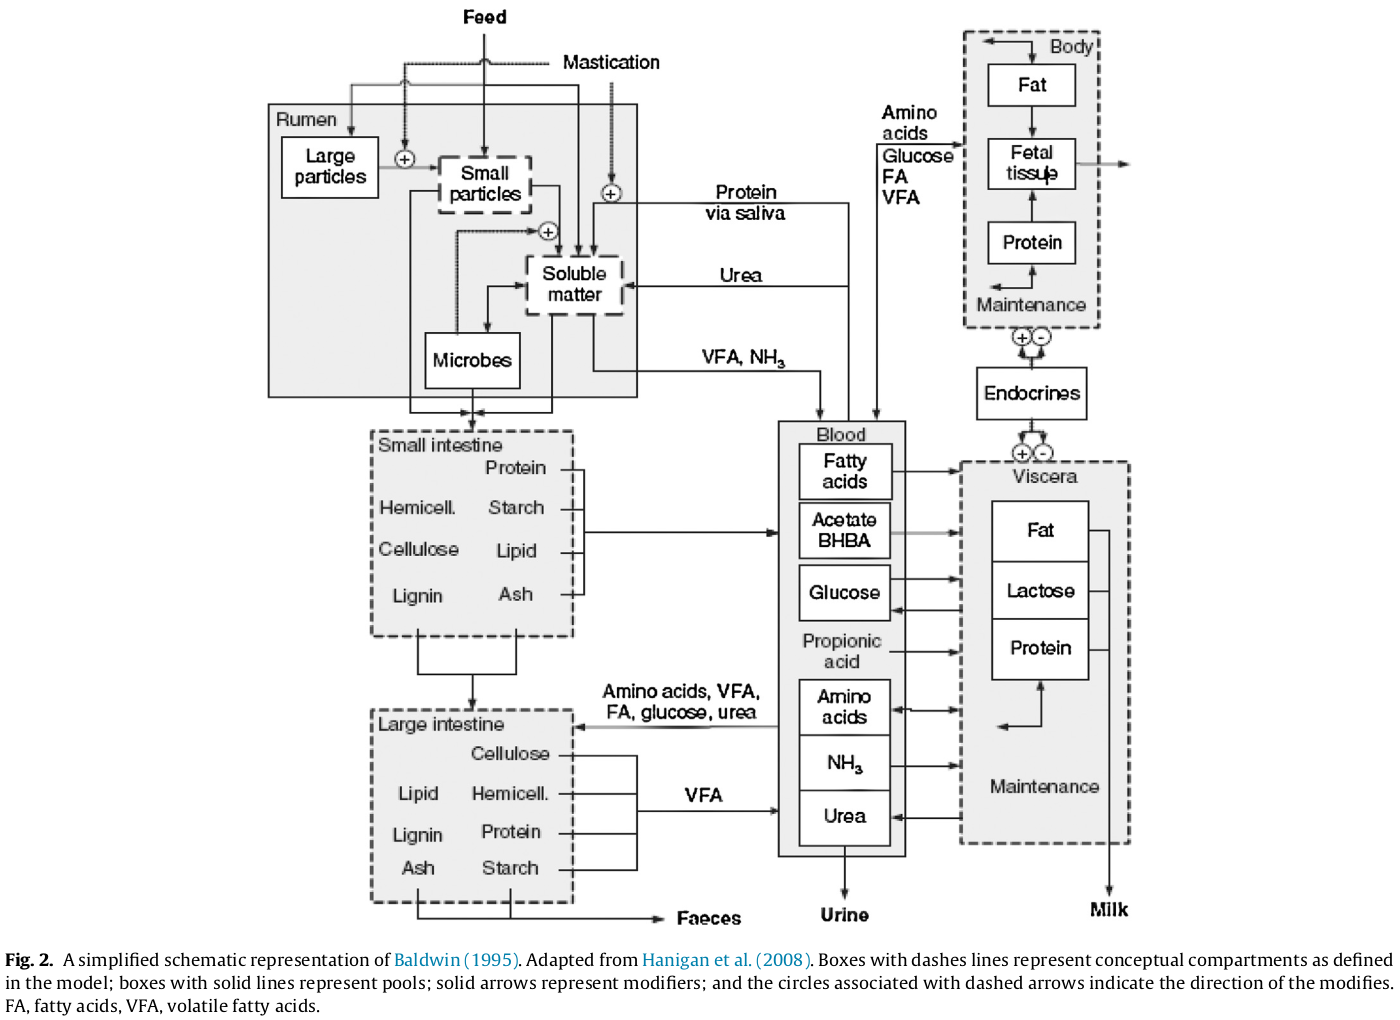 Feed
Mastication
Rumen
Large
particles
+
Small
particles
+
+
Soluble
matter
Microbes
Protein
via saliva
Urea
VFA, NH₃
Amino
acids
Glucose
FA
VFA
Body
Fat
Fetal
tissue
Protein
Maintenance
+ -
Endocrines
+ -
Small intestine
Protein
Hemicell. Starch
Cellulose Lipid
Lignin Ash
Blood
Fatty
acids
Acetate
BHBA
Glucose
Propionic
acid
Amino
acids
NH₃
Urea
Viscera
Fat
Lactose
Protein
Maintenance
Amino acids, VFA,
FA, glucose, urea
Large intestine
Cellulose
Lipid Hemicell.
Lignin Protein
Ash Starch
VFA
Faeces
Urine
Milk
Fig. 2. A simplified schematic representation of Baldwin (1995). Adapted from Hanigan et al. (2008). Boxes with dashes lines represent conceptual compartments as defined
in the model; boxes with solid lines represent pools; solid arrows represent modifiers; and the circles associated with dashed arrows indicate the direction of the modifies.
FA, fatty acids, VFA, volatile fatty acids.